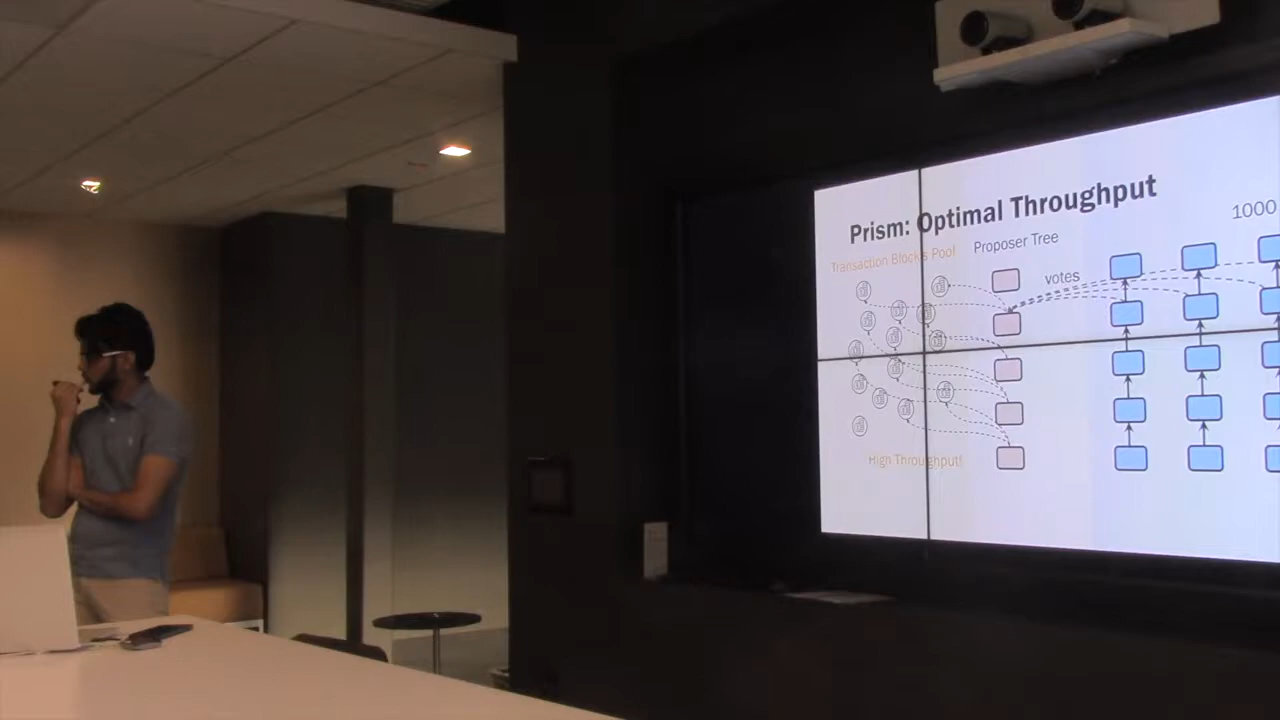 Prism: Optimal Throughput
1000
Transaction Blocks Pool
Proposer Tree
votes
High Throughput!